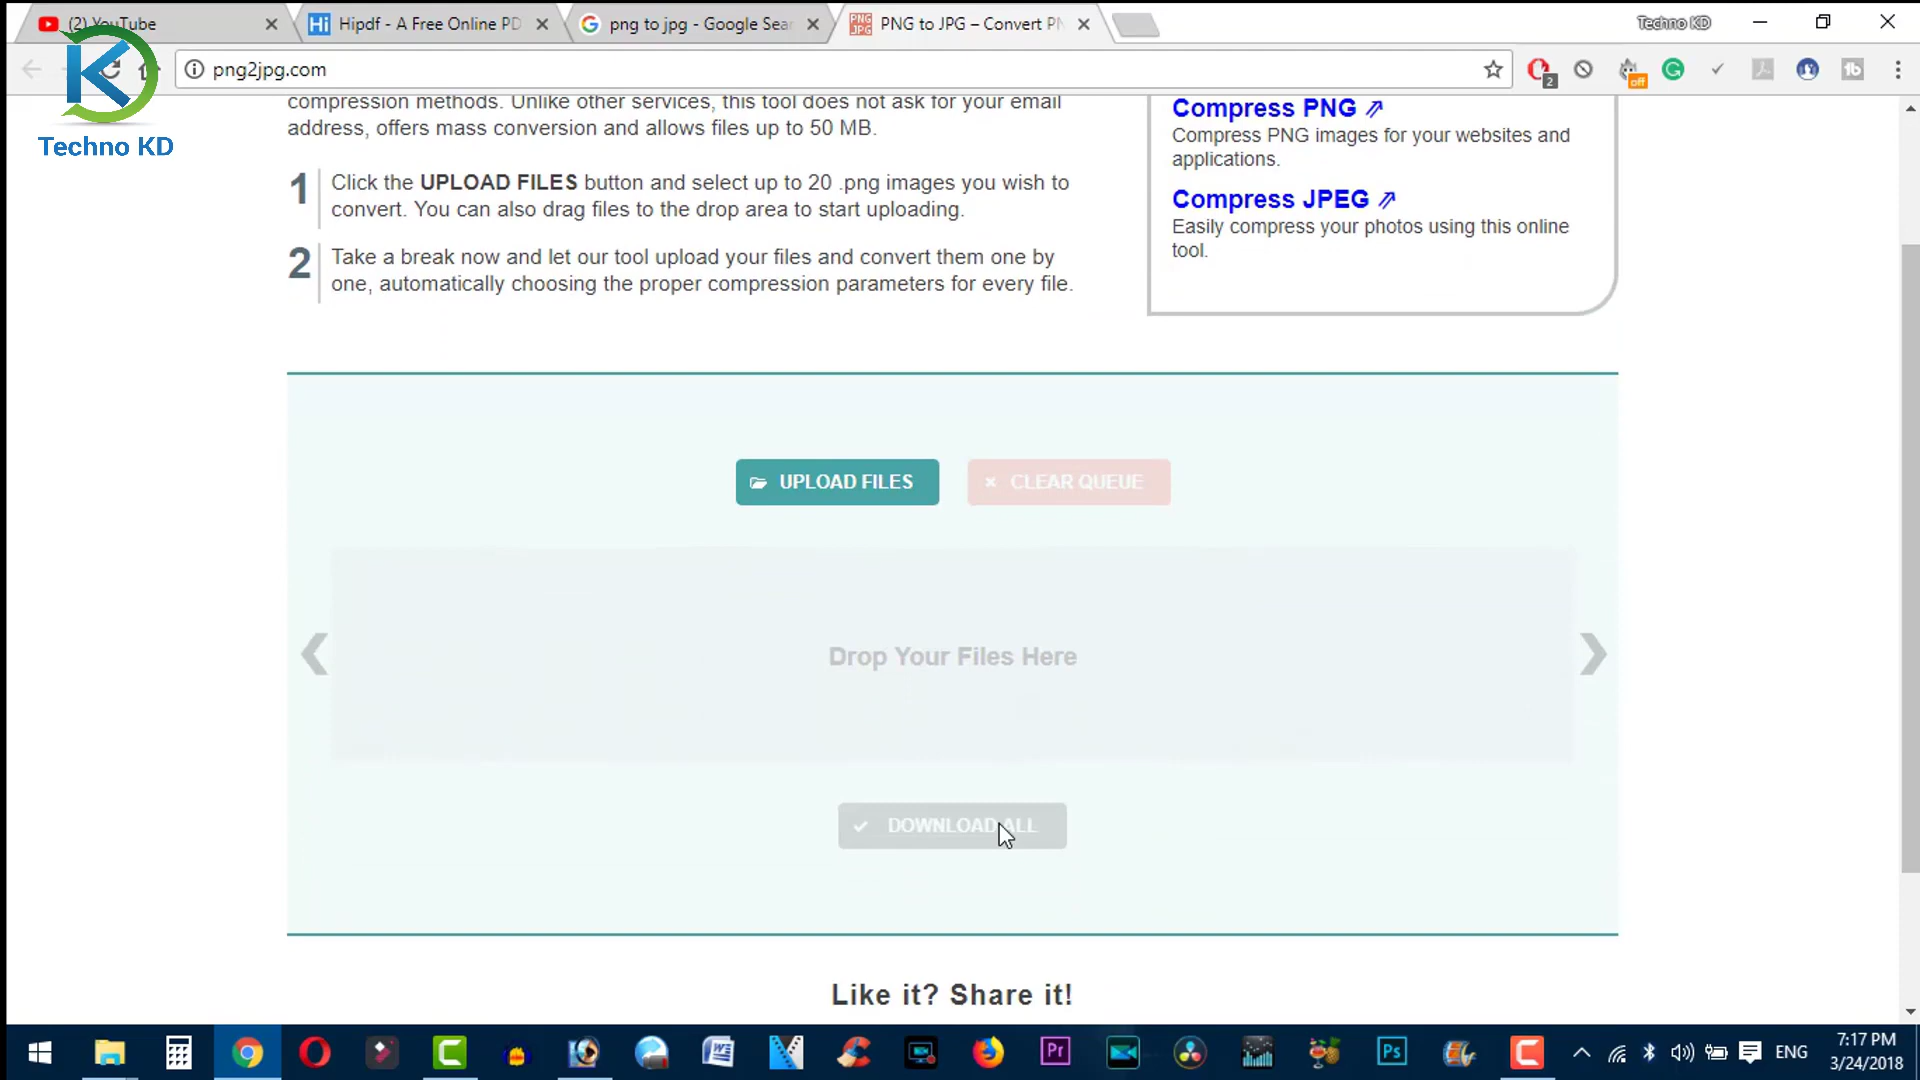 (2) YouTube
Hipdf - A Free Online PD
png to jpg - Google Sear
PNG to JPG – Convert PN
Techno KD
png2jpg.com
2
off
Techno KD
compression methods. Unlike other services, this tool does not ask for your email
address, offers mass conversion and allows files up to 50 MB.
1
Click the UPLOAD FILES button and select up to 20 .png images you wish to
convert. You can also drag files to the drop area to start uploading.
2
Take a break now and let our tool upload your files and convert them one by
one, automatically choosing the proper compression parameters for every file.
Compress PNG
Compress PNG images for your websites and
applications.
Compress JPEG
Easily compress your photos using this online
tool.
UPLOAD FILES
CLEAR QUEUE
Drop Your Files Here
DOWNLOAD ALL
Like it? Share it!
Pr
Ps
ENG
7:17 PM
3/24/2018